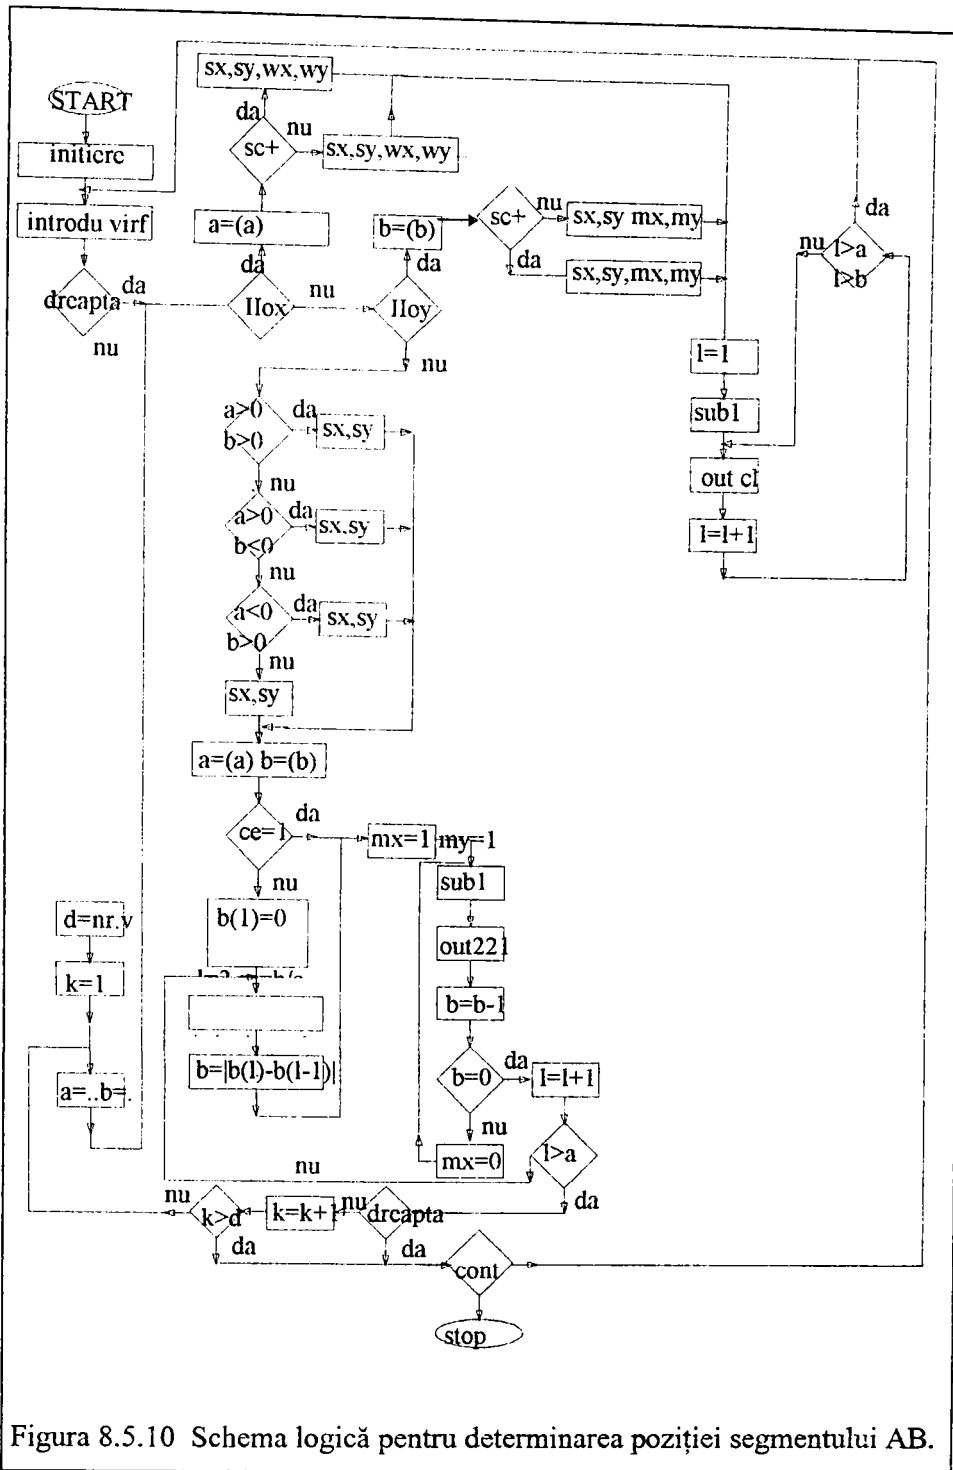 START
initierc
introdu virf
drcapta
da
nu
sx,sy,wx,wy
da
nu
sc+
sx,sy,wx,wy
a=(a)
da
IIox
nu
b=(b)
da
IIoy
nu
sc+
nu
sx,sy mx,my
da
sx,sy,mx,my
da
nu
l>a
l>b
l=1
sub1
out cl
l=l+1
a>0
b>0
da
sx,sy
nu
a>0
b<0
da
sx,sy
nu
a<0
b>0
da
sx,sy
nu
sx,sy
a=(a) b=(b)
ce=1
da
nu
mx=1 my=1
sub1
out221
b=b-1
b=0
da
l=l+1
nu
mx=0
l>a
nu
da
b(1)=0
b=|b(l)-b(l-1)|
d=nr.v
k=1
a=..b=.
nu
k>d
da
k=k+1
nu
drcapta
da
cont
stop
Figura 8.5.10 Schema logică pentru determinarea poziției segmentului AB.